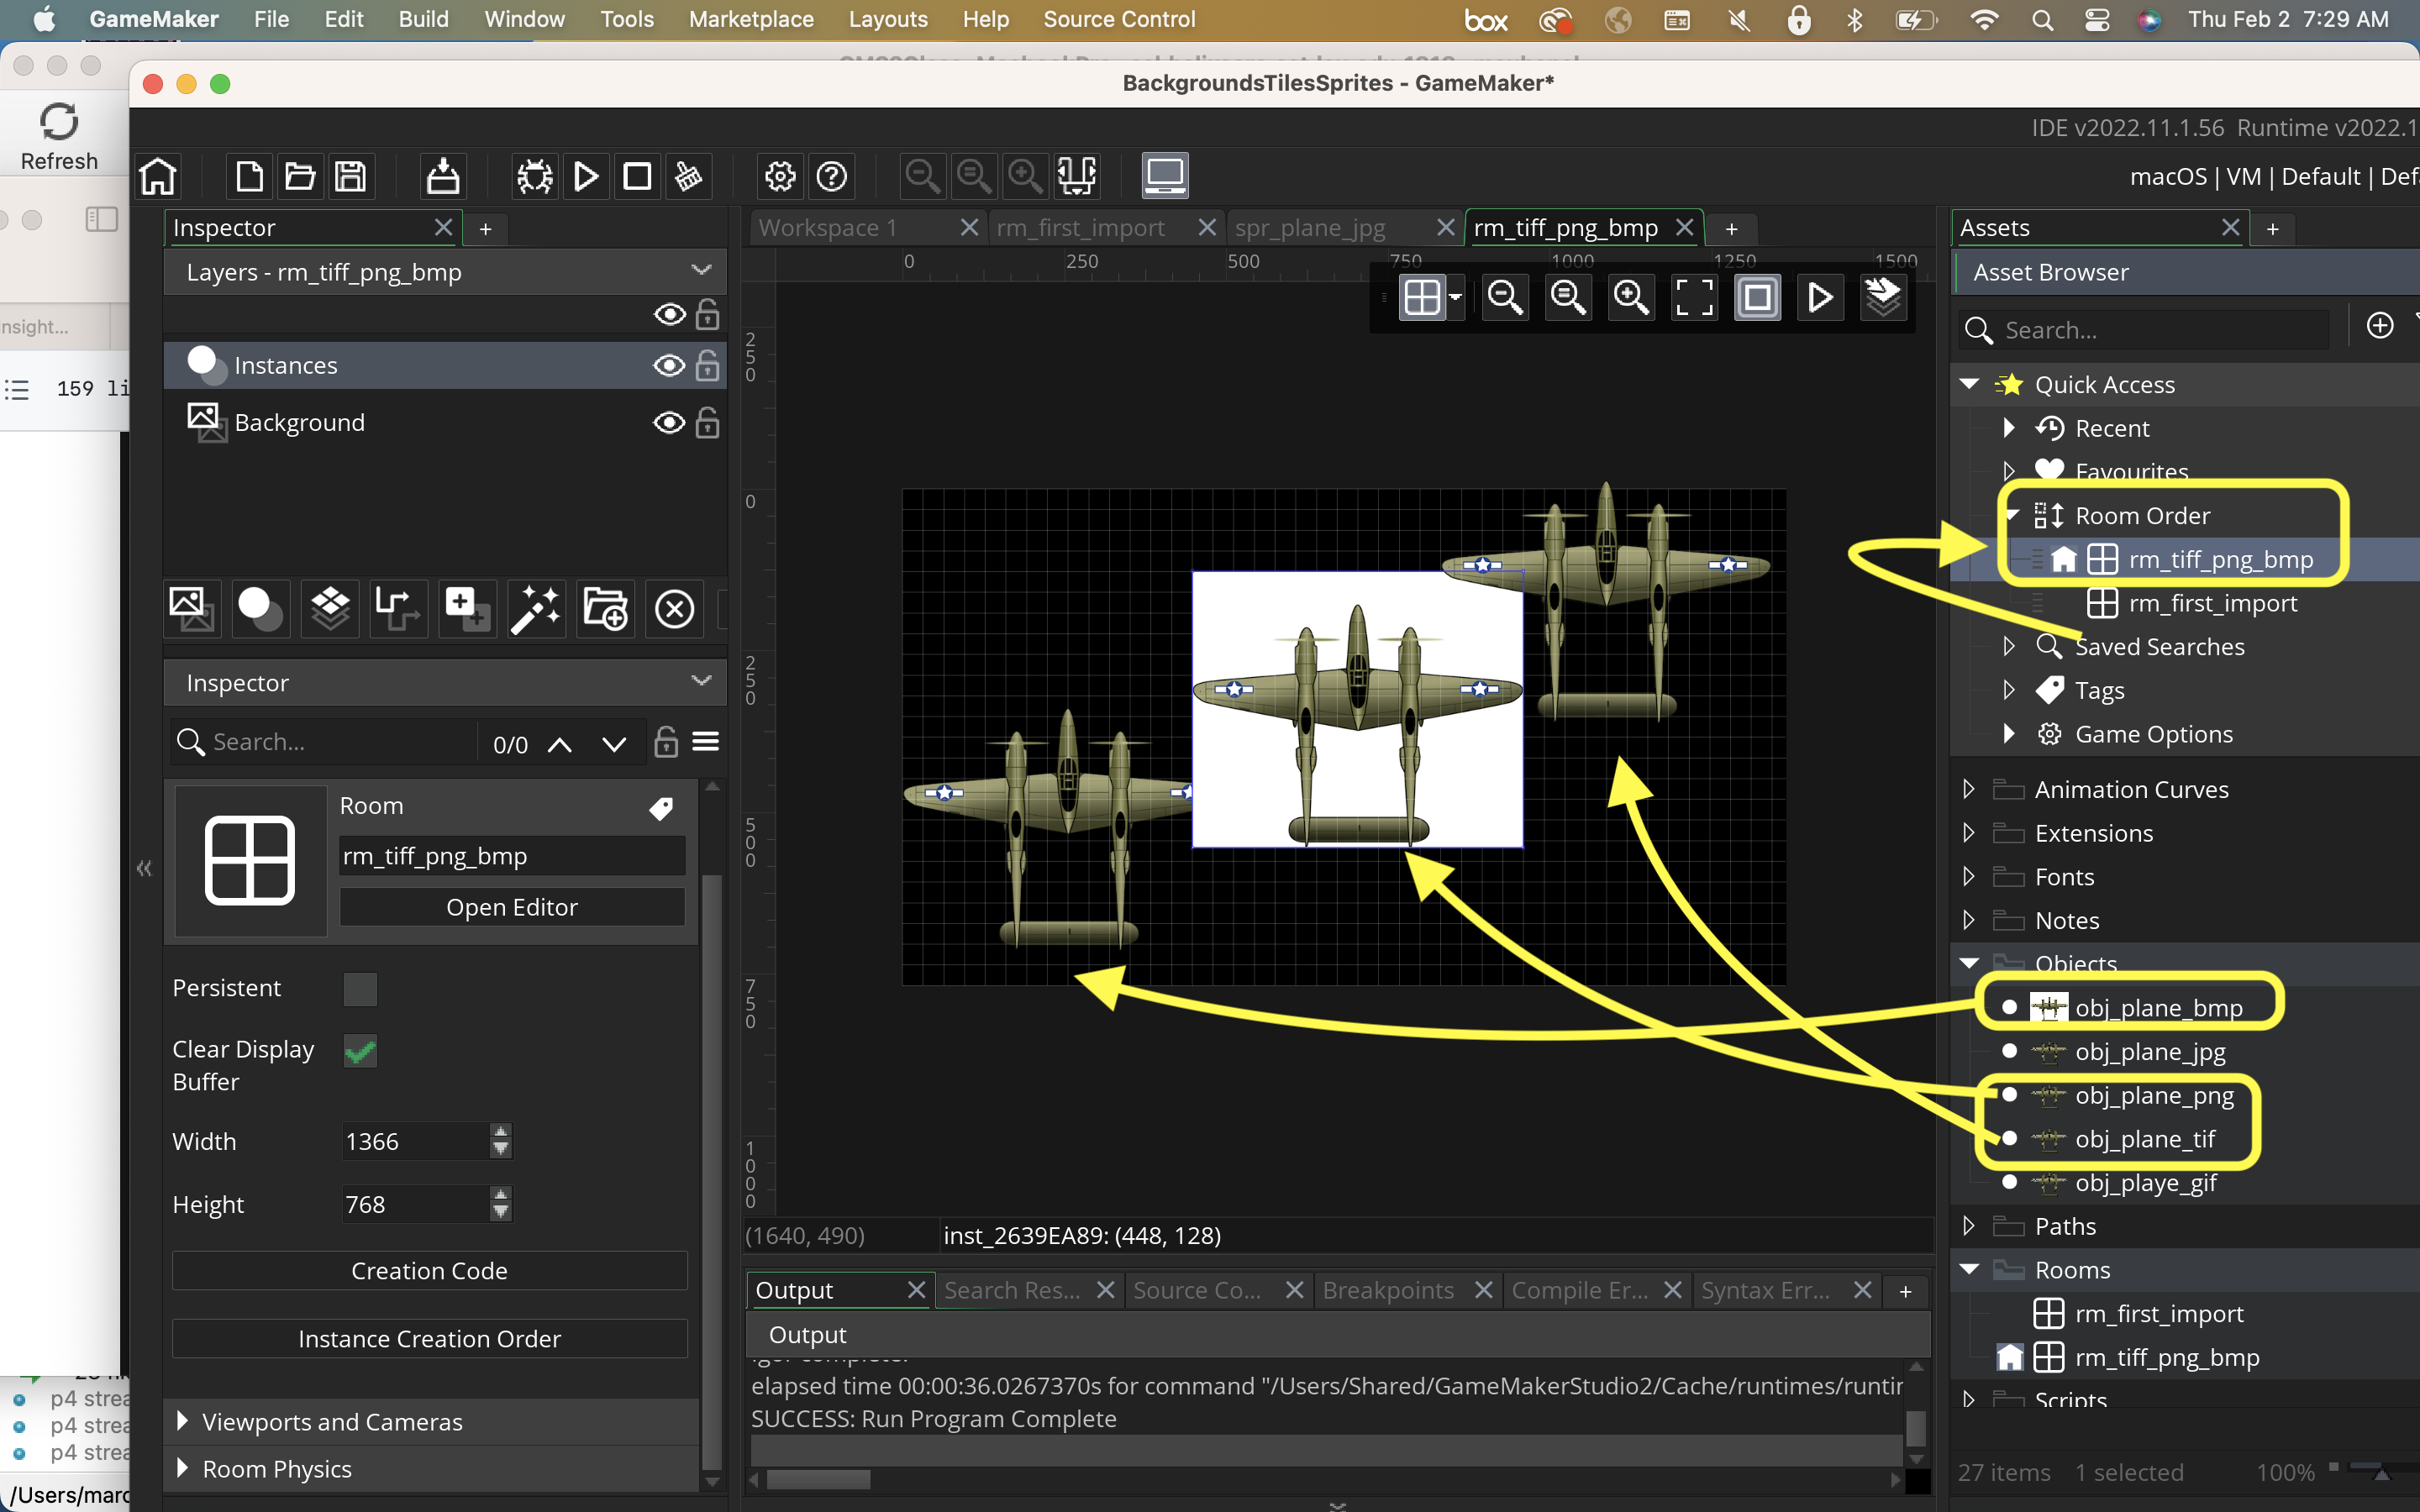 GameMaker File Edit Build Window Tools Marketplace Layouts Help Source Control box Thu Feb 2 7:29 AM
BackgroundsTilesSprites - GameMaker*
Refresh
IDE v2022.11.1.56 Runtime v2022.1
macOS | VM | Default | Def
Inspector +
Workspace 1 rm_first_import spr_plane_jpg rm_tiff_png_bmp +
Assets +
Layers - rm_tiff_png_bmp
0 250 500 750 1000 1250 1500
Asset Browser
nsight...
Search...
Instances
159 li
250
Quick Access
Background
Recent
Favourites
0
Room Order
rm_tiff_png_bmp
rm_first_import
Saved Searches
Inspector
250
Tags
Search... 0/0
Game Options
Room
Animation Curves
500
Extensions
rm_tiff_png_bmp
Fonts
Open Editor
Notes
Objects
Persistent
750
obj_plane_bmp
Clear Display
Buffer
obj_plane_jpg
obj_plane_png
Width 1366
1000
obj_plane_tif
obj_playe_gif
Height 768
Paths
(1640, 490) inst_2639EA89: (448, 128)
Creation Code
Rooms
Output Search Res... Source Co... Breakpoints Compile Er... Syntax Err... +
rm_first_import
Instance Creation Order
Output
rm_tiff_png_bmp
Igor complete.
elapsed time 00:00:36.0267370s for command "/Users/Shared/GameMakerStudio2/Cache/runtimes/runtir
SUCCESS: Run Program Complete
Scripts
p4 strea
p4 strea
p4 strea
Viewports and Cameras
Room Physics
27 items 1 selected 100%
/Users/marc